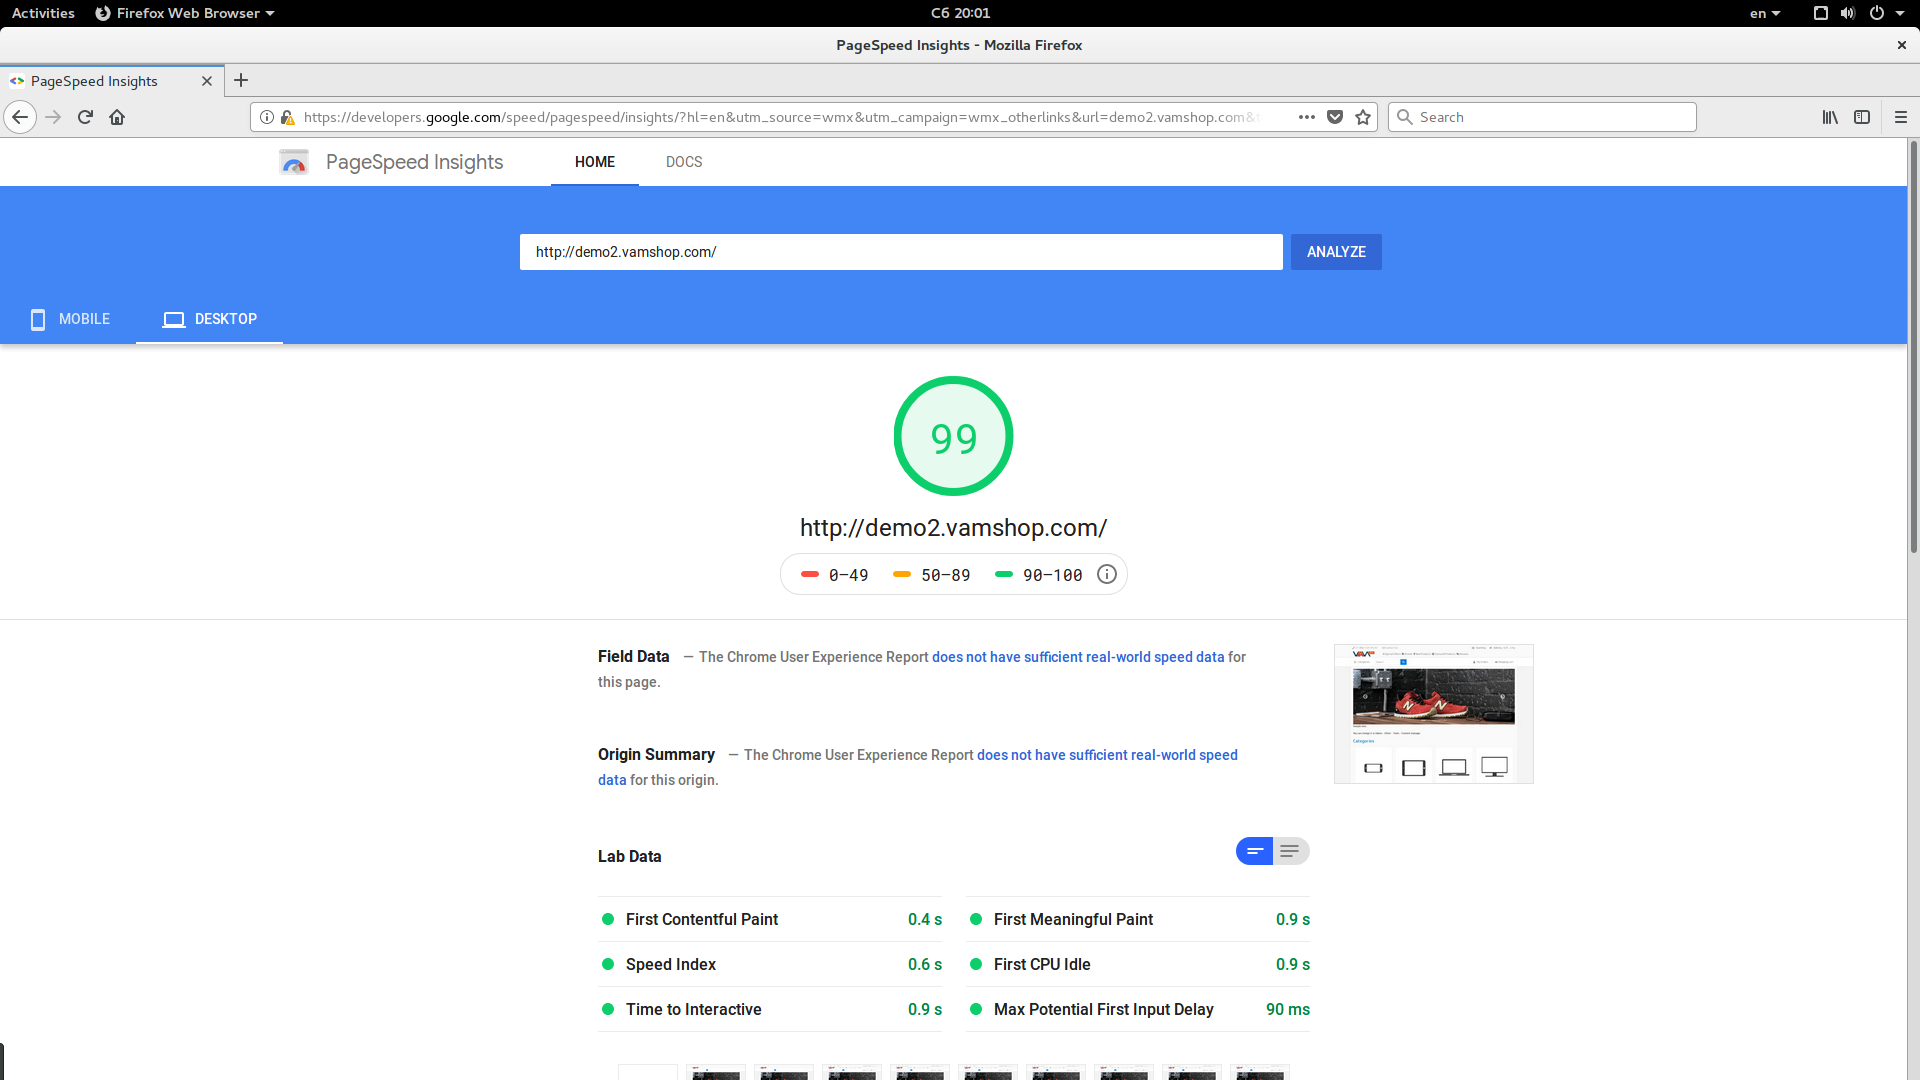 Activities Firefox Web Browser Сб 20:01 en
PageSpeed Insights - Mozilla Firefox
PageSpeed Insights
https://developers.google.com/speed/pagespeed/insights/?hl=en&utm_source=wmx&utm_campaign=wmx_otherlinks&url=demo2.vamshop.com& Search
PageSpeed Insights HOME DOCS
http://demo2.vamshop.com/ ANALYZE
MOBILE DESKTOP
99
http://demo2.vamshop.com/
0–49 50–89 90–100
Field Data — The Chrome User Experience Report does not have sufficient real-world speed data for
this page.
Origin Summary — The Chrome User Experience Report does not have sufficient real-world speed
data for this origin.
Categories
Lab Data
First Contentful Paint 0.4 s First Meaningful Paint 0.9 s
Speed Index 0.6 s First CPU Idle 0.9 s
Time to Interactive 0.9 s Max Potential First Input Delay 90 ms